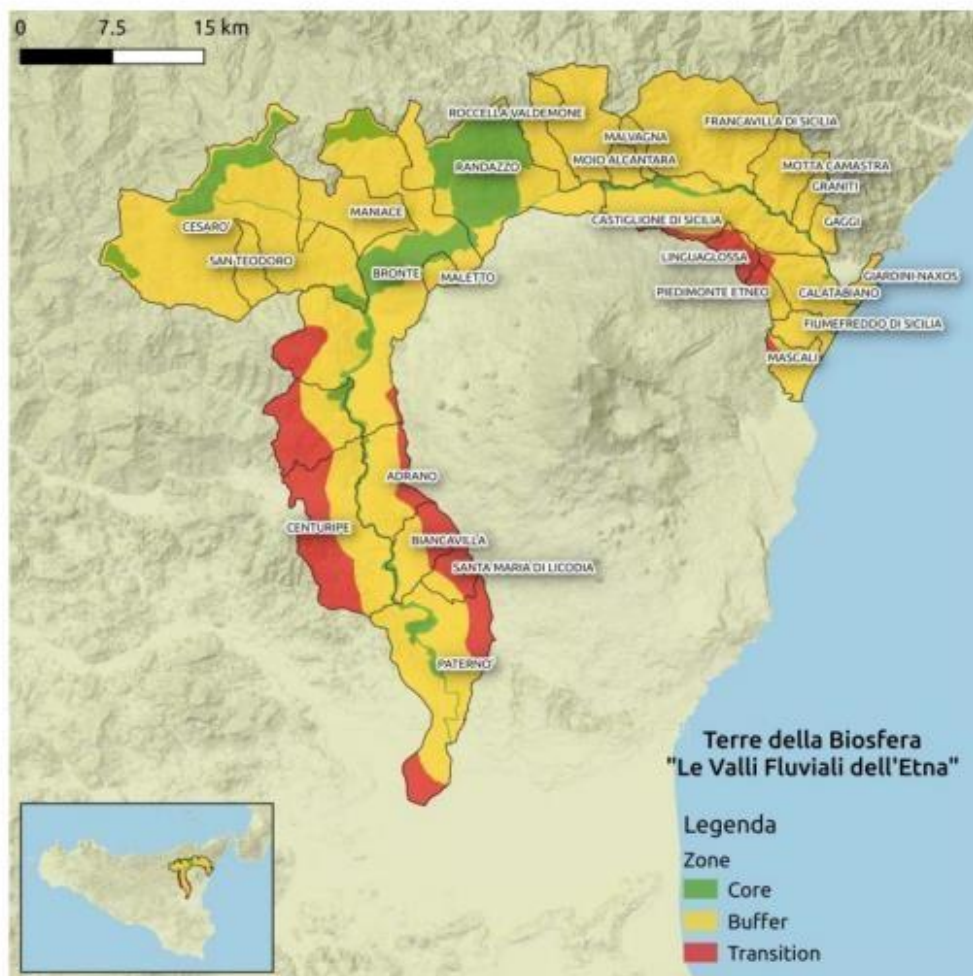 0 7.5 15 km
ROCCELLA VALDEMONE
FRANCAVILLA DI SICILIA
MALVAGNA
MOIO ALCANTARA
RANDAZZO
MOTTA CAMASTRA
GRANITI
MANIACE
CESARO'
CASTIGLIONE DI SICILIA
GAGGI
SAN TEODORO
LINGUAGLOSSA
BRONTE
MALETTO
GIARDINI-NAXOS
PIEDIMONTE ETNEO
CALATABIANO
FIUMEFREDDO DI SICILIA
MASCALI
ADRANO
CENTURIPE
BIANCAVILLA
SANTA MARIA DI LICODIA
PATERNO'
Terre della Biosfera
"Le Valli Fluviali dell'Etna"
Legenda
Zone
Core
Buffer
Transition